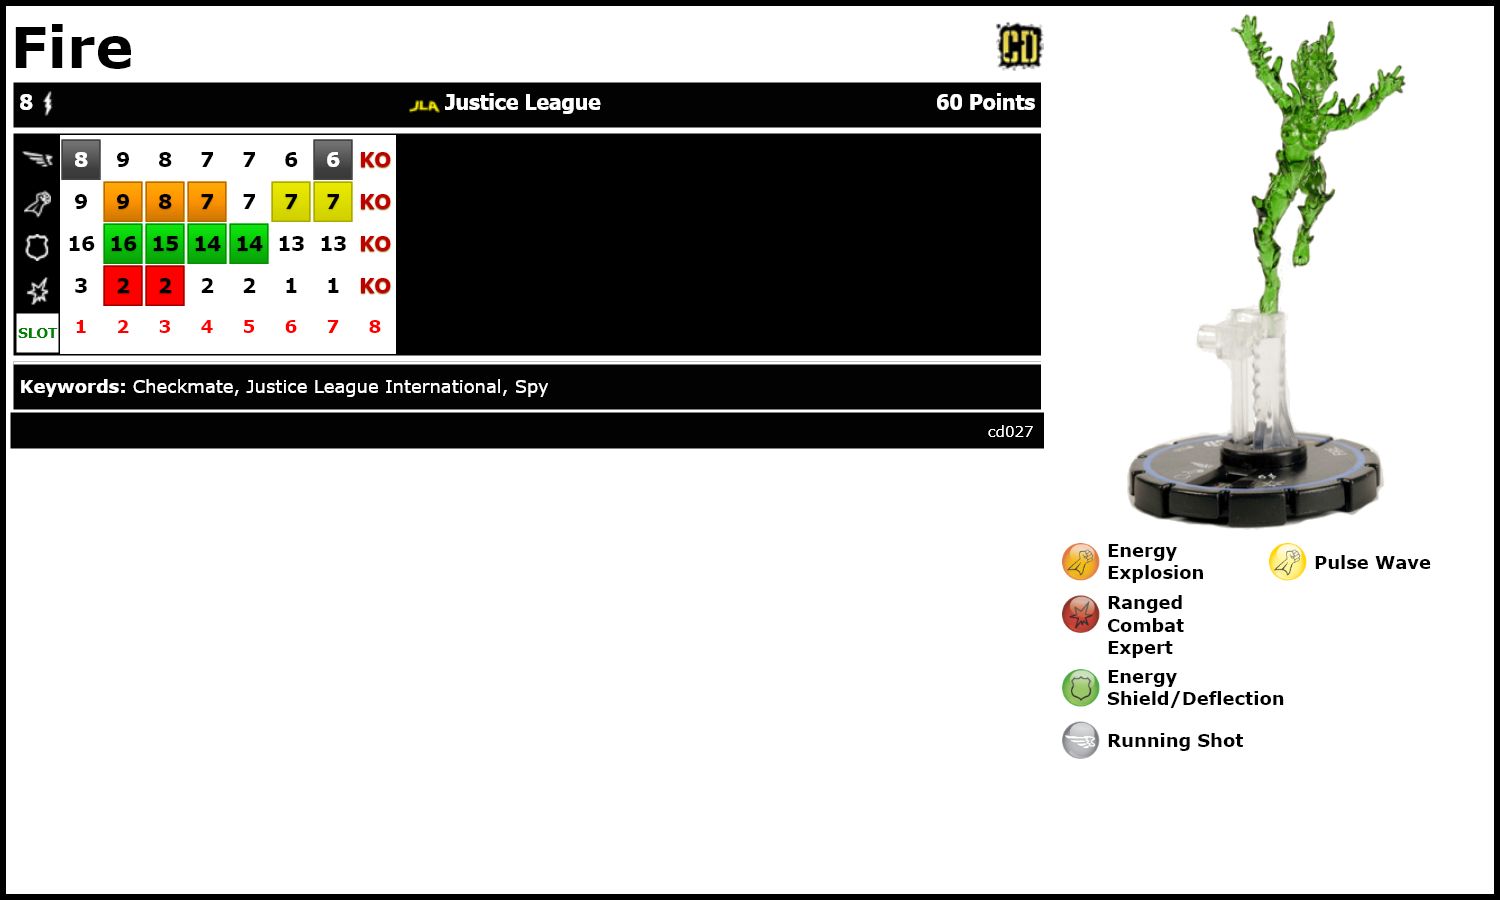 Fire
CD
8 JLA Justice League 60 Points
8 9 8 7 7 6 6 KO
9 9 8 7 7 7 7 KO
16 16 15 14 14 13 13 KO
3 2 2 2 2 1 1 KO
SLOT 1 2 3 4 5 6 7 8
Keywords: Checkmate, Justice League International, Spy
cd027
Energy
Explosion
Pulse Wave
Ranged
Combat
Expert
Energy
Shield/Deflection
Running Shot